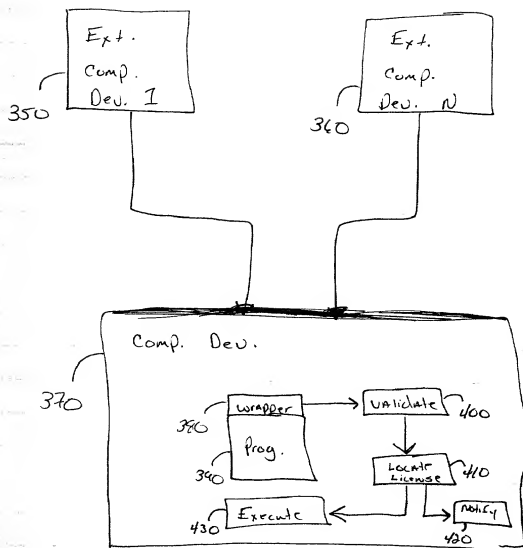 Ext.
Comp.
Dev. 1
350
Ext.
Comp.
Dev. N
360
Comp. Dev.
370
wrapper
380
Prog.
390
Validate
400
Locate
License
410
Execute
430
Notify
420